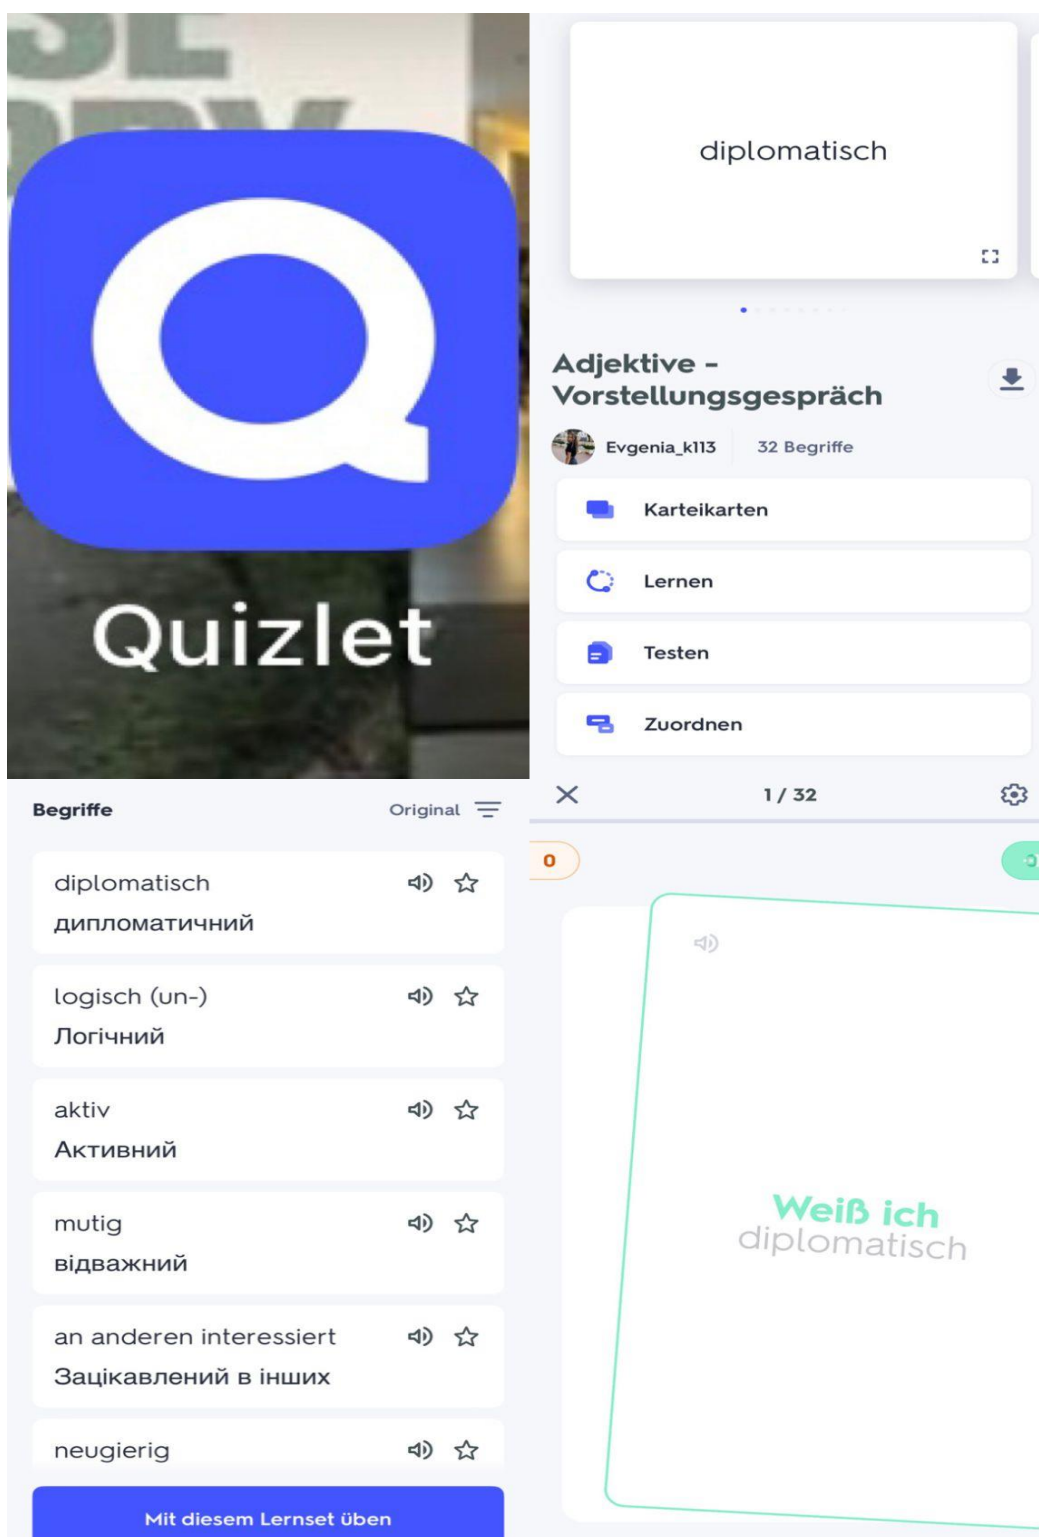 SE
Quizlet
diplomatisch
Adjektive -
Vorstellungsgespräch
Evgenia_k113
32 Begriffe
Karteikarten
Lernen
Testen
Zuordnen
Begriffe
Original
diplomatisch
дипломатичний
logisch (un-)
Логічний
aktiv
Активний
mutig
відважний
an anderen interessiert
Зацікавлений в інших
neugierig
Mit diesem Lernset üben
1 / 32
0
0
Weiß ich
diplomatisch